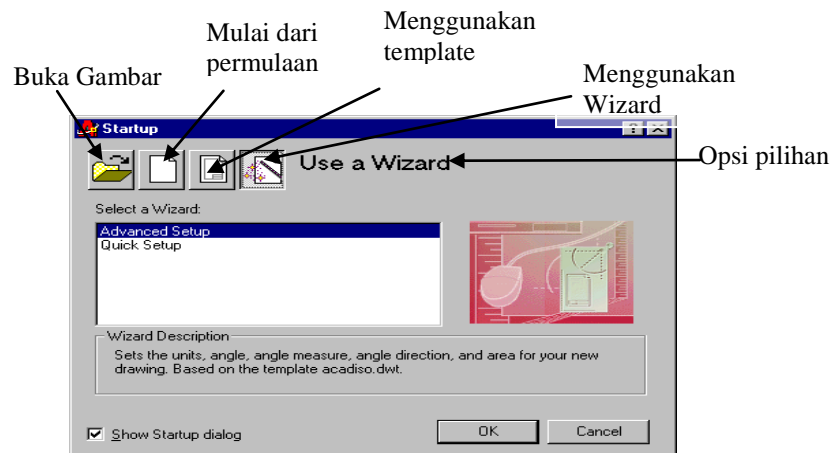 Mulai dari
permulaan
Menggunakan
template
Buka Gambar
Menggunakan
Wizard
Startup
Use a Wizard
Opsi pilihan
Select a Wizard:
Advanced Setup
Quick Setup
Wizard Description
Sets the units, angle, angle measure, angle direction, and area for your new
drawing. Based on the template acadiso.dwt.
Show Startup dialog
OK
Cancel